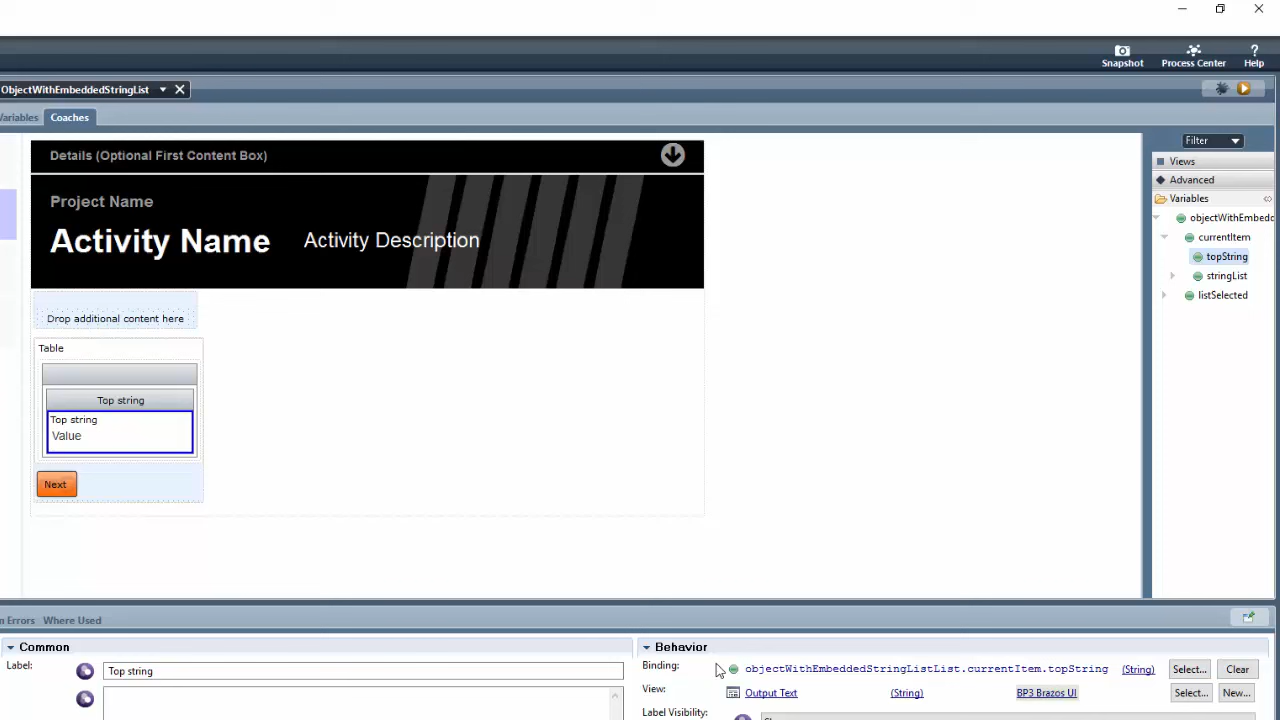 Snapshot
Process Center
?
Help
ObjectWithEmbeddedStringList
Variables
Coaches
Details (Optional First Content Box)
Filter
Views
Project Name
Advanced
Variables
Activity Name
Activity Description
objectWithEmbedd
currentItem
topString
stringList
listSelected
Drop additional content here
Table
Top string
Top string
Value
Next
n Errors
Where Used
Common
Behavior
Label:
Top string
Binding:
objectWithEmbeddedStringListList.currentItem.topString
(String)
Select...
Clear
View:
Output Text
(String)
BP3 Brazos UI
Select...
New...
Label Visibility: